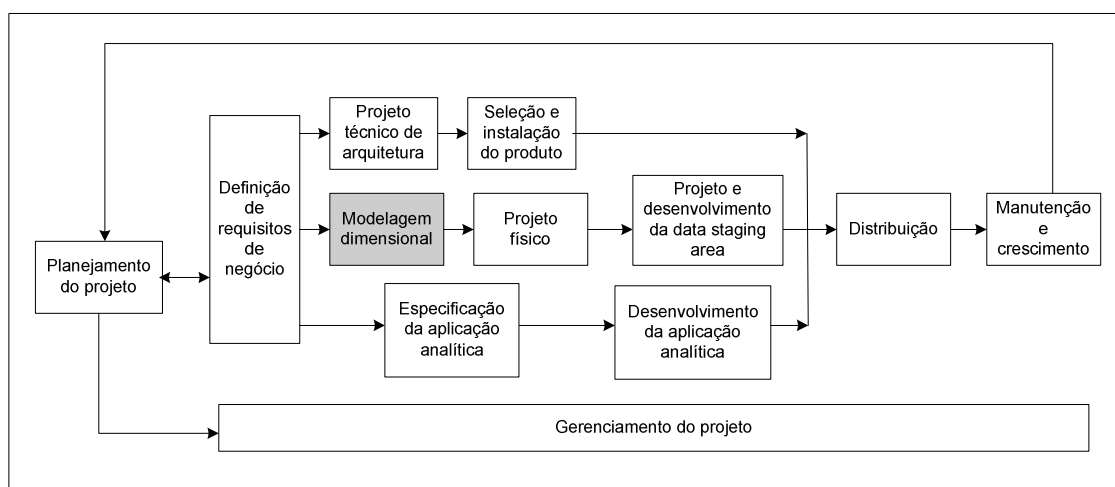 Projeto
técnico de
arquitetura
Seleção e
instalação
do produto
Definição
de
requisitos
de
negócio
Modelagem
dimensional
Projeto
físico
Projeto e
desenvolvimento
da data staging
area
Distribuição
Manutenção
e
crescimento
Planejamento
do projeto
Especificação
da aplicação
analítica
Desenvolvimento
da aplicação
analítica
Gerenciamento do projeto